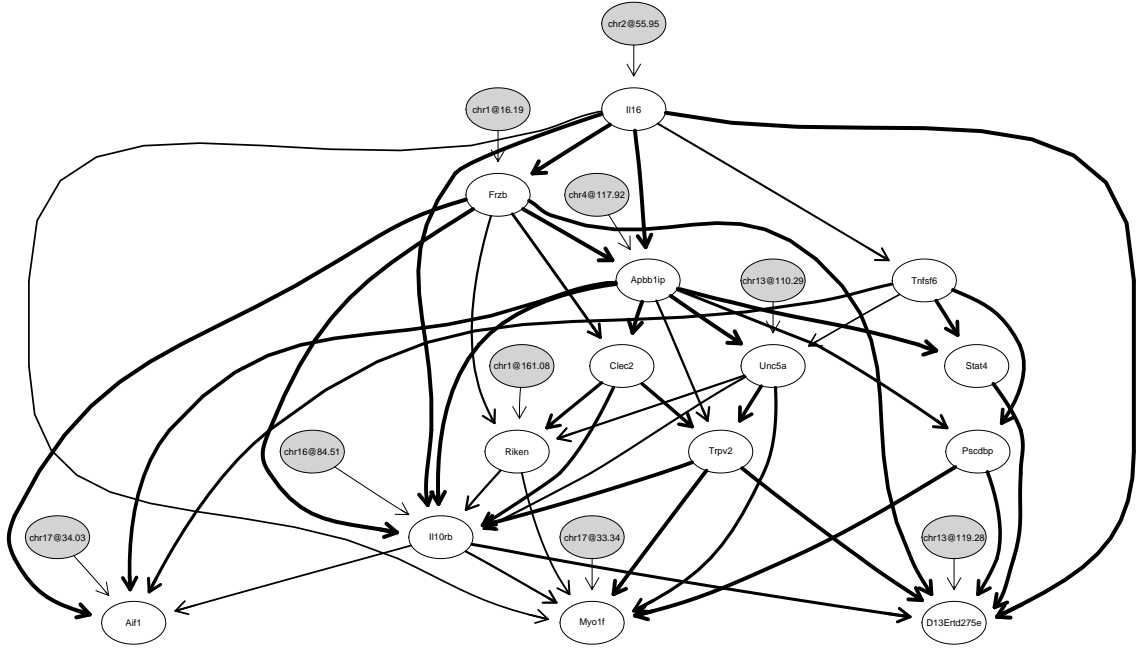 chr2@55.95
chr1@16.19
Il16
Frzb
chr4@117.92
Apbb1ip
chr13@110.29
Tnfsf6
chr1@161.08
Clec2
Unc5a
Stat4
chr16@84.51
Riken
Trpv2
Pscdbp
chr17@34.03
Il10rb
chr17@33.34
chr13@119.28
Aif1
Myo1f
D13Ertd275e